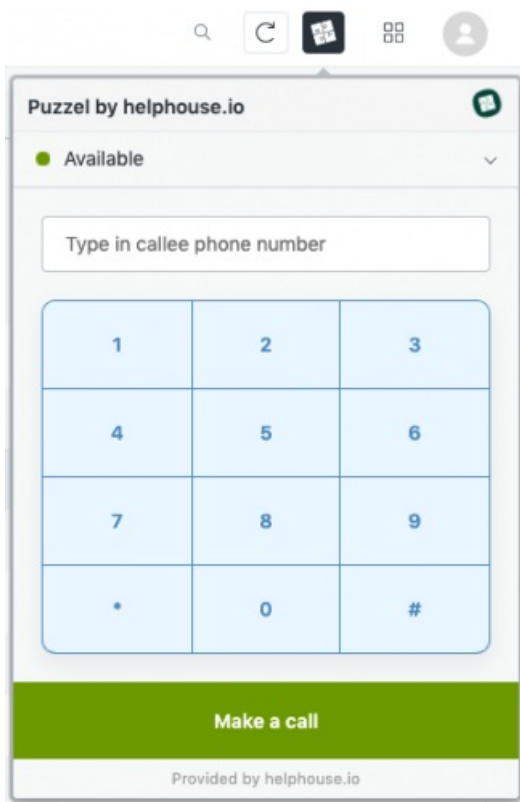 Puzzel by helphouse.io
Available
Type in callee phone number
1 2 3
4 5 6
7 8 9
* 0 #
Make a call
Provided by helphouse.io